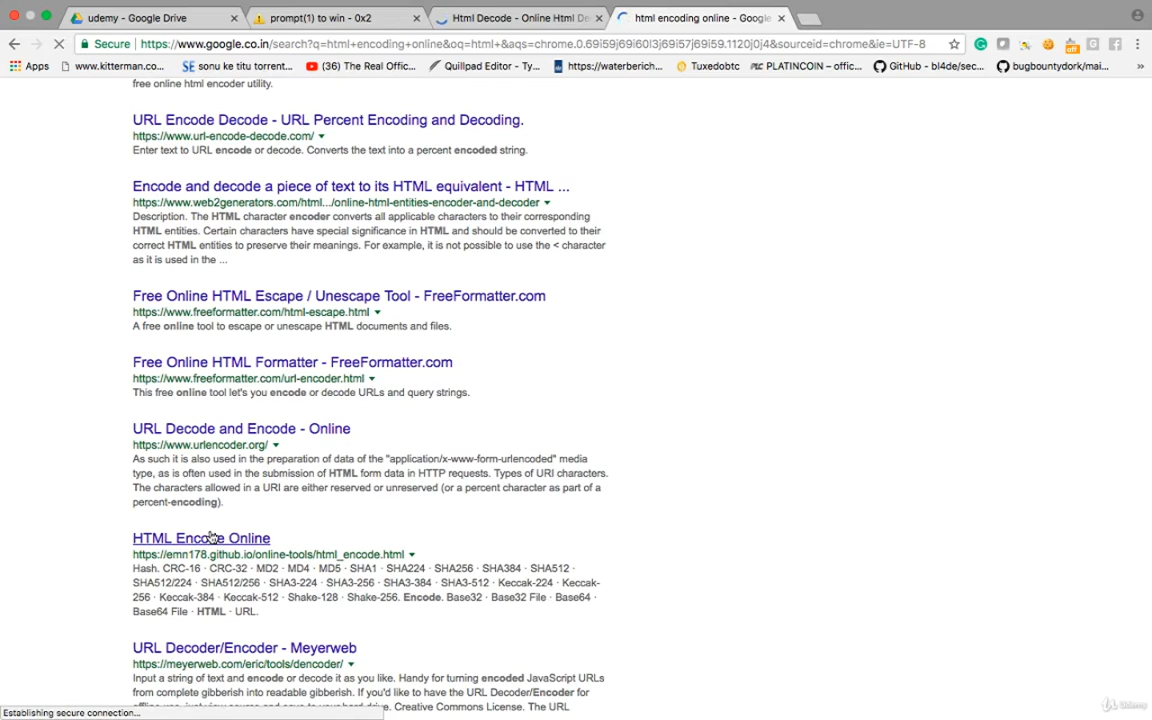 udemy - Google Drive
prompt(1) to win - 0x2
Html Decode - Online Html De
html encoding online - Google
Secure
https://www.google.co.in/search?q=html+encoding+online&oq=html+&aqs=chrome.0.69i59j69i60l3j69i57j69i59.1120j0j4&sourceid=chrome&ie=UTF-8
Apps
www.kitterman.com...
sonu ke titu torrent...
(36) The Real Offic...
Quillpad Editor - Ty...
https://waterberich...
Tuxedobtc
PLATINCOIN – offic...
GitHub - bl4de/sec...
bugbountydork/mai...
»
free online html encoder utility.
URL Encode Decode - URL Percent Encoding and Decoding.
https://www.url-encode-decode.com/
Enter text to URL encode or decode. Converts the text into a percent encoded string.
Encode and decode a piece of text to its HTML equivalent - HTML ...
https://www.web2generators.com/html.../online-html-entities-encoder-and-decoder
Description. The HTML character encoder converts all applicable characters to their corresponding
HTML entities. Certain characters have special significance in HTML and should be converted to their
correct HTML entities to preserve their meanings. For example, it is not possible to use the < character
as it is used in the ...
Free Online HTML Escape / Unescape Tool - FreeFormatter.com
https://www.freeformatter.com/html-escape.html
A free online tool to escape or unescape HTML documents and files.
Free Online HTML Formatter - FreeFormatter.com
https://www.freeformatter.com/url-encoder.html
This free online tool let's you encode or decode URLs and query strings.
URL Decode and Encode - Online
https://www.urlencoder.org/
As such it is also used in the preparation of data of the "application/x-www-form-urlencoded" media
type, as is often used in the submission of HTML form data in HTTP requests. Types of URI characters.
The characters allowed in a URI are either reserved or unreserved (or a percent character as part of a
percent-encoding).
HTML Encode Online
https://emn178.github.io/online-tools/html_encode.html
Hash. CRC-16 · CRC-32 · MD2 · MD4 · MD5 · SHA1 · SHA224 · SHA256 · SHA384 · SHA512 ·
SHA512/224 · SHA512/256 · SHA3-224 · SHA3-256 · SHA3-384 · SHA3-512 · Keccak-224 · Keccak-
256 · Keccak-384 · Keccak-512 · Shake-128 · Shake-256. Encode. Base32 · Base32 File · Base64 ·
Base64 File · HTML · URL.
URL Decoder/Encoder - Meyerweb
https://meyerweb.com/eric/tools/dencoder/
Input a string of text and encode or decode it as you like. Handy for turning encoded JavaScript URLs
from complete gibberish into readable gibberish. If you'd like to have the URL Decoder/Encoder for
Creative Commons License. The URL
Establishing secure connection...
Udemy